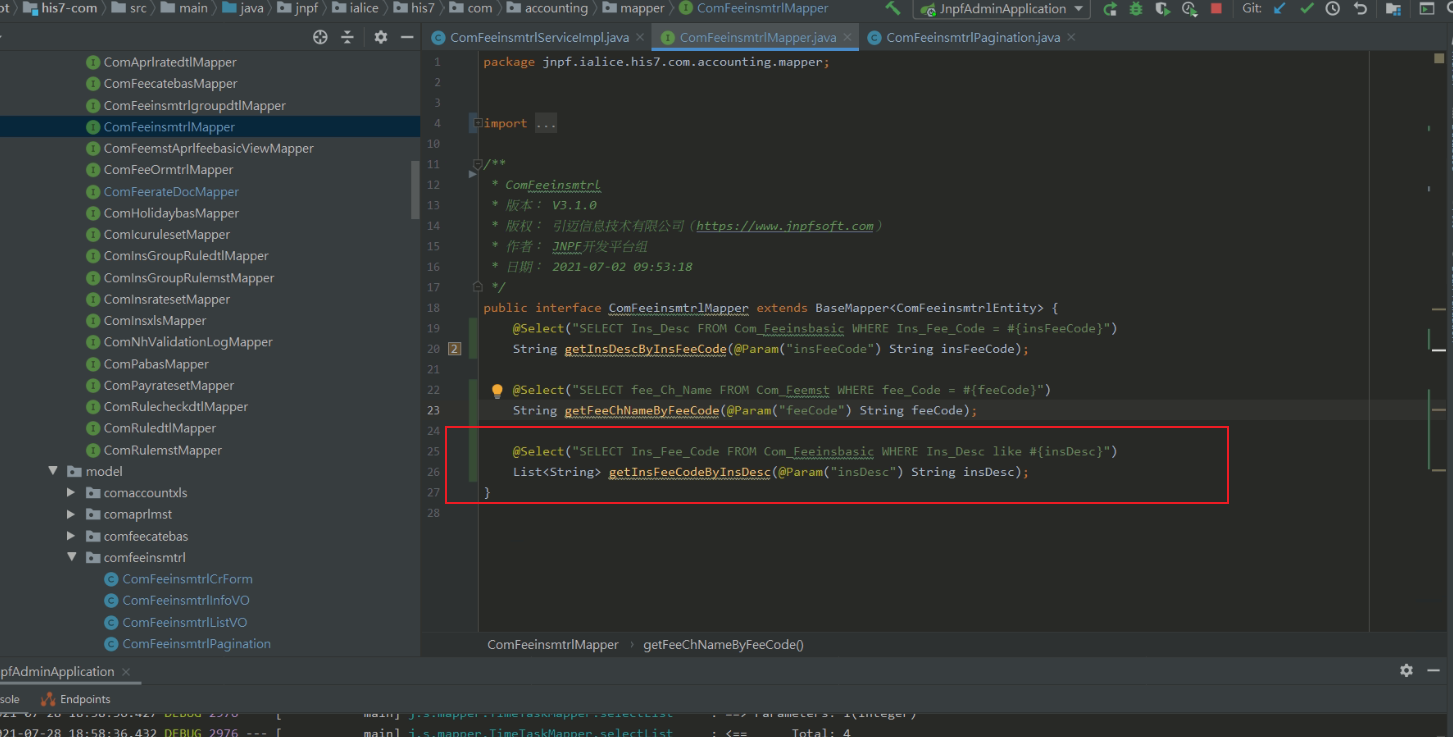 his7-com src main java jnpf ialice his7 com accounting mapper ComFeeinsmtrlMapper JnpfAdminApplication Git:
ComFeeinsmtrlServiceImpl.java ComFeeinsmtrlMapper.java ComFeeinsmtrlPagination.java
ComAprlratedtlMapper
ComFeecatebasMapper
ComFeeinsmtrlgroupdtlMapper
ComFeeinsmtrlMapper
ComFeemstAprlfeebasicViewMapper
ComFeeOrmtrlMapper
ComFeerateDocMapper
ComHolidaybasMapper
ComIcurulesetMapper
ComInsGroupRuledtlMapper
ComInsGroupRulemstMapper
ComInsratesetMapper
ComInsxlsMapper
ComNhValidationLogMapper
ComPabasMapper
ComPayratesetMapper
ComRulecheckdtlMapper
ComRuledtlMapper
ComRulemstMapper
model
comaccountxls
comaprlmst
comfeecatebas
comfeeinsmtrl
ComFeeinsmtrlCrForm
ComFeeinsmtrlInfoVO
ComFeeinsmtrlListVO
ComFeeinsmtrlPagination
1 package jnpf.ialice.his7.com.accounting.mapper;
2
3
4 import ...
10
11 /**
12 * ComFeeinsmtrl
13 * 版本： V3.1.0
14 * 版权： 引迈信息技术有限公司（https://www.jnpfsoft.com）
15 * 作者： JNPF开发平台组
16 * 日期： 2021-07-02 09:53:18
17 */
18 public interface ComFeeinsmtrlMapper extends BaseMapper<ComFeeinsmtrlEntity> {
19 @Select("SELECT Ins_Desc FROM Com_Feeinsbasic WHERE Ins_Fee_Code = #{insFeeCode}")
20 2 String getInsDescByInsFeeCode(@Param("insFeeCode") String insFeeCode);
21
22 @Select("SELECT fee_Ch_Name FROM Com_Feemst WHERE fee_Code = #{feeCode}")
23 String getFeeChNameByFeeCode(@Param("feeCode") String feeCode);
24
25 @Select("SELECT Ins_Fee_Code FROM Com_Feeinsbasic WHERE Ins_Desc like #{insDesc}")
26 List<String> getInsFeeCodeByInsDesc(@Param("insDesc") String insDesc);
27 }
28
ComFeeinsmtrlMapper getFeeChNameByFeeCode()
pfAdminApplication
sole Endpoints
21-07-28 18:58:36.427 DEBUG 2976 --- [ main] j.s.mapper.TimeTaskMapper.selectList : ==> Parameters: 1(Integer)
21-07-28 18:58:36.432 DEBUG 2976 --- [ main] j.s.mapper.TimeTaskMapper.selectList : <== Total: 4